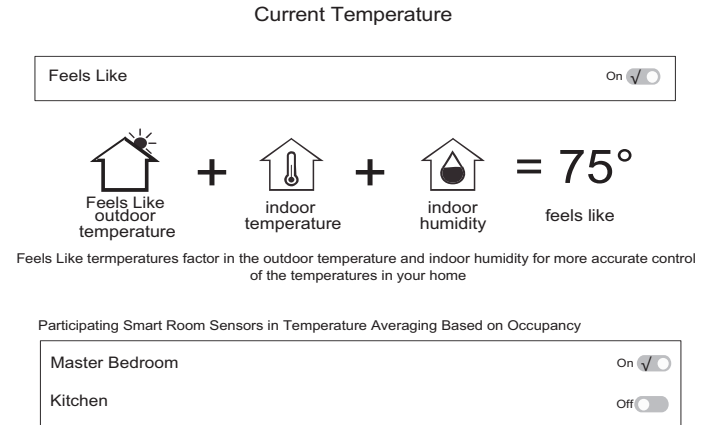 Current Temperature
Feels Like
On
+
+
= 75°
Feels Like
outdoor
temperature
indoor
temperature
indoor
humidity
feels like
Feels Like termperatures factor in the outdoor temperature and indoor humidity for more accurate control
of the temperatures in your home
Participating Smart Room Sensors in Temperature Averaging Based on Occupancy
Master Bedroom
On
Kitchen
Off